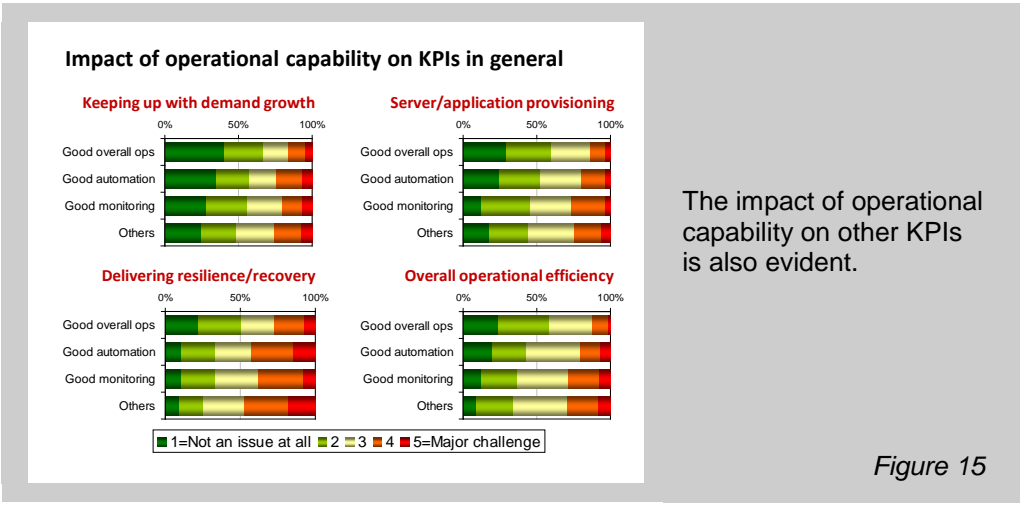 Impact of operational capability on KPIs in general
Keeping up with demand growth
0% 50% 100%
Good overall ops
Good automation
Good monitoring
Others
Server/application provisioning
0% 50% 100%
Good overall ops
Good automation
Good monitoring
Others
Delivering resilience/recovery
0% 50% 100%
Good overall ops
Good automation
Good monitoring
Others
Overall operational efficiency
0% 50% 100%
Good overall ops
Good automation
Good monitoring
Others
1=Not an issue at all 2 3 4 5=Major challenge
The impact of operational
capability on other KPIs
is also evident.
Figure 15